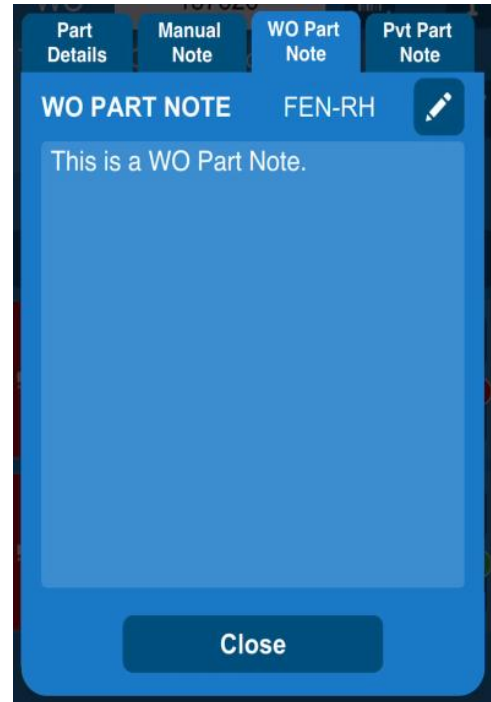 Part Details
Manual Note
WO Part Note
Pvt Part Note
WO PART NOTE FEN-RH
This is a WO Part Note.
Close